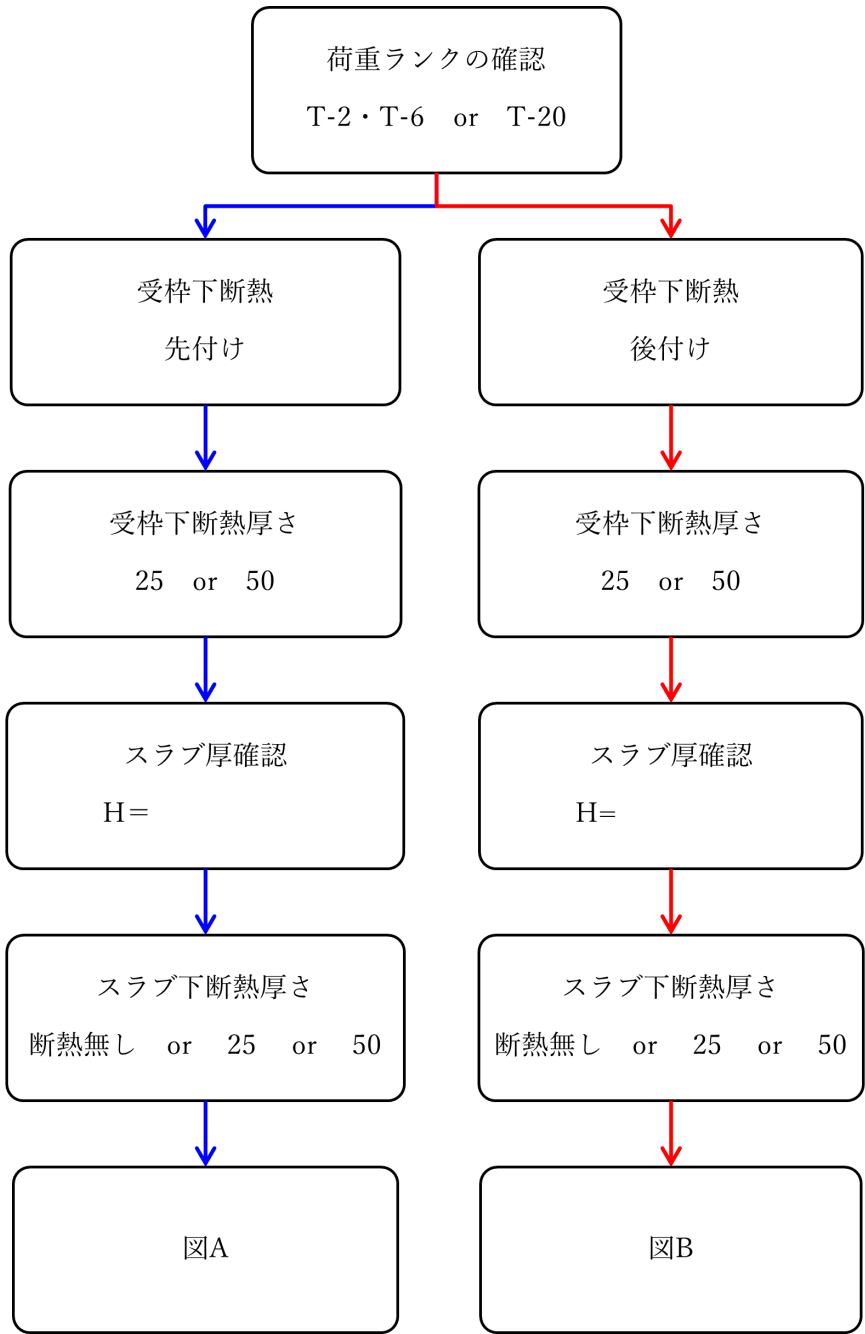 荷重ランクの確認
T-2・T-6　or　T-20
受枠下断熱
先付け
受枠下断熱
後付け
受枠下断熱厚さ
25　or　50
受枠下断熱厚さ
25　or　50
スラブ厚確認
H＝
スラブ厚確認
H=
スラブ下断熱厚さ
断熱無し　or　25　or　50
スラブ下断熱厚さ
断熱無し　or　25　or　50
図A
図B